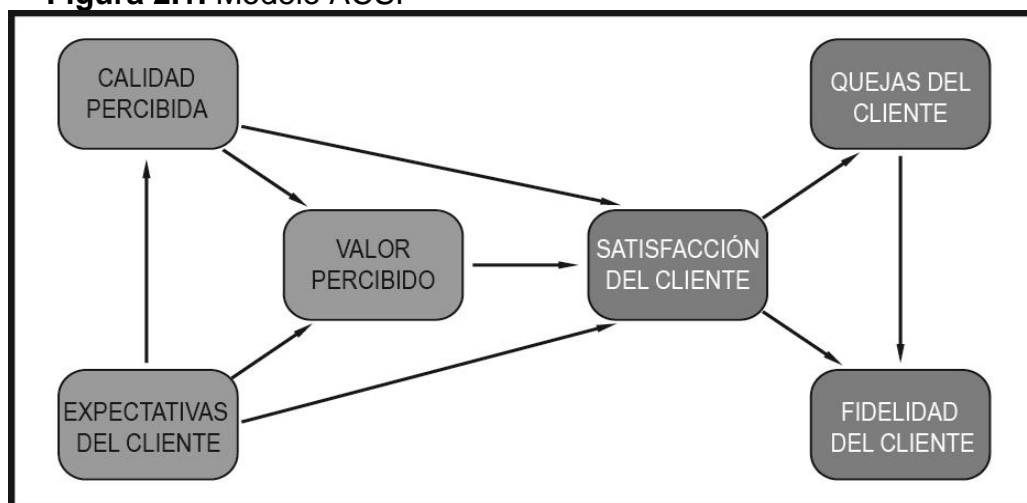 Figura 2.1. Modelo ACSI
CALIDAD
PERCIBIDA
QUEJAS DEL
CLIENTE
VALOR
PERCIBIDO
SATISFACCIÓN
DEL CLIENTE
EXPECTATIVAS
DEL CLIENTE
FIDELIDAD
DEL CLIENTE